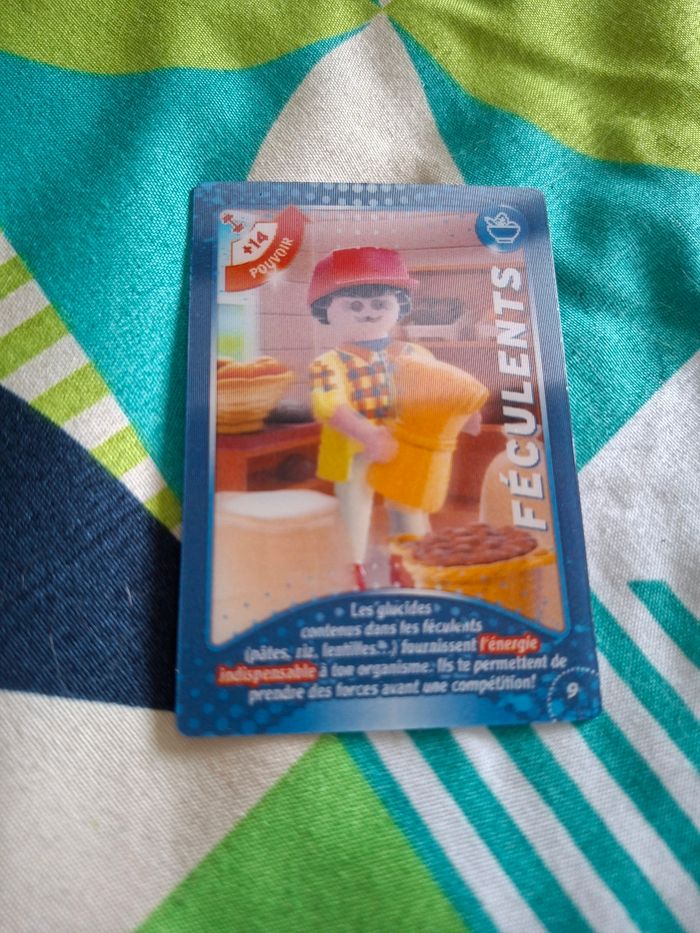 +14
POUVOIR
FÉCULENTS
Les glucides
contenus dans les féculents
(pâtes, riz, lentilles...) fournissent l'énergie
indispensable à ton organisme. Ils te permettent de
prendre des forces avant une compétition!
9